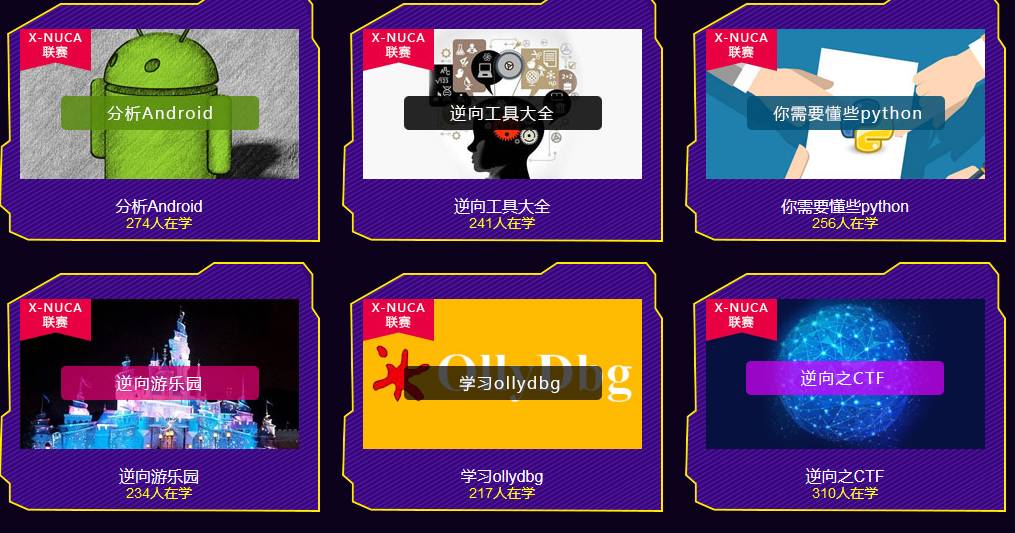 X-NUCA
联赛
分析Android
分析Android
274人在学
X-NUCA
联赛
逆向工具大全
逆向工具大全
241人在学
X-NUCA
联赛
你需要懂些python
你需要懂些python
256人在学
X-NUCA
联赛
逆向游乐园
逆向游乐园
234人在学
X-NUCA
联赛
OllyDbg
学习ollydbg
学习ollydbg
217人在学
X-NUCA
联赛
逆向之CTF
逆向之CTF
310人在学